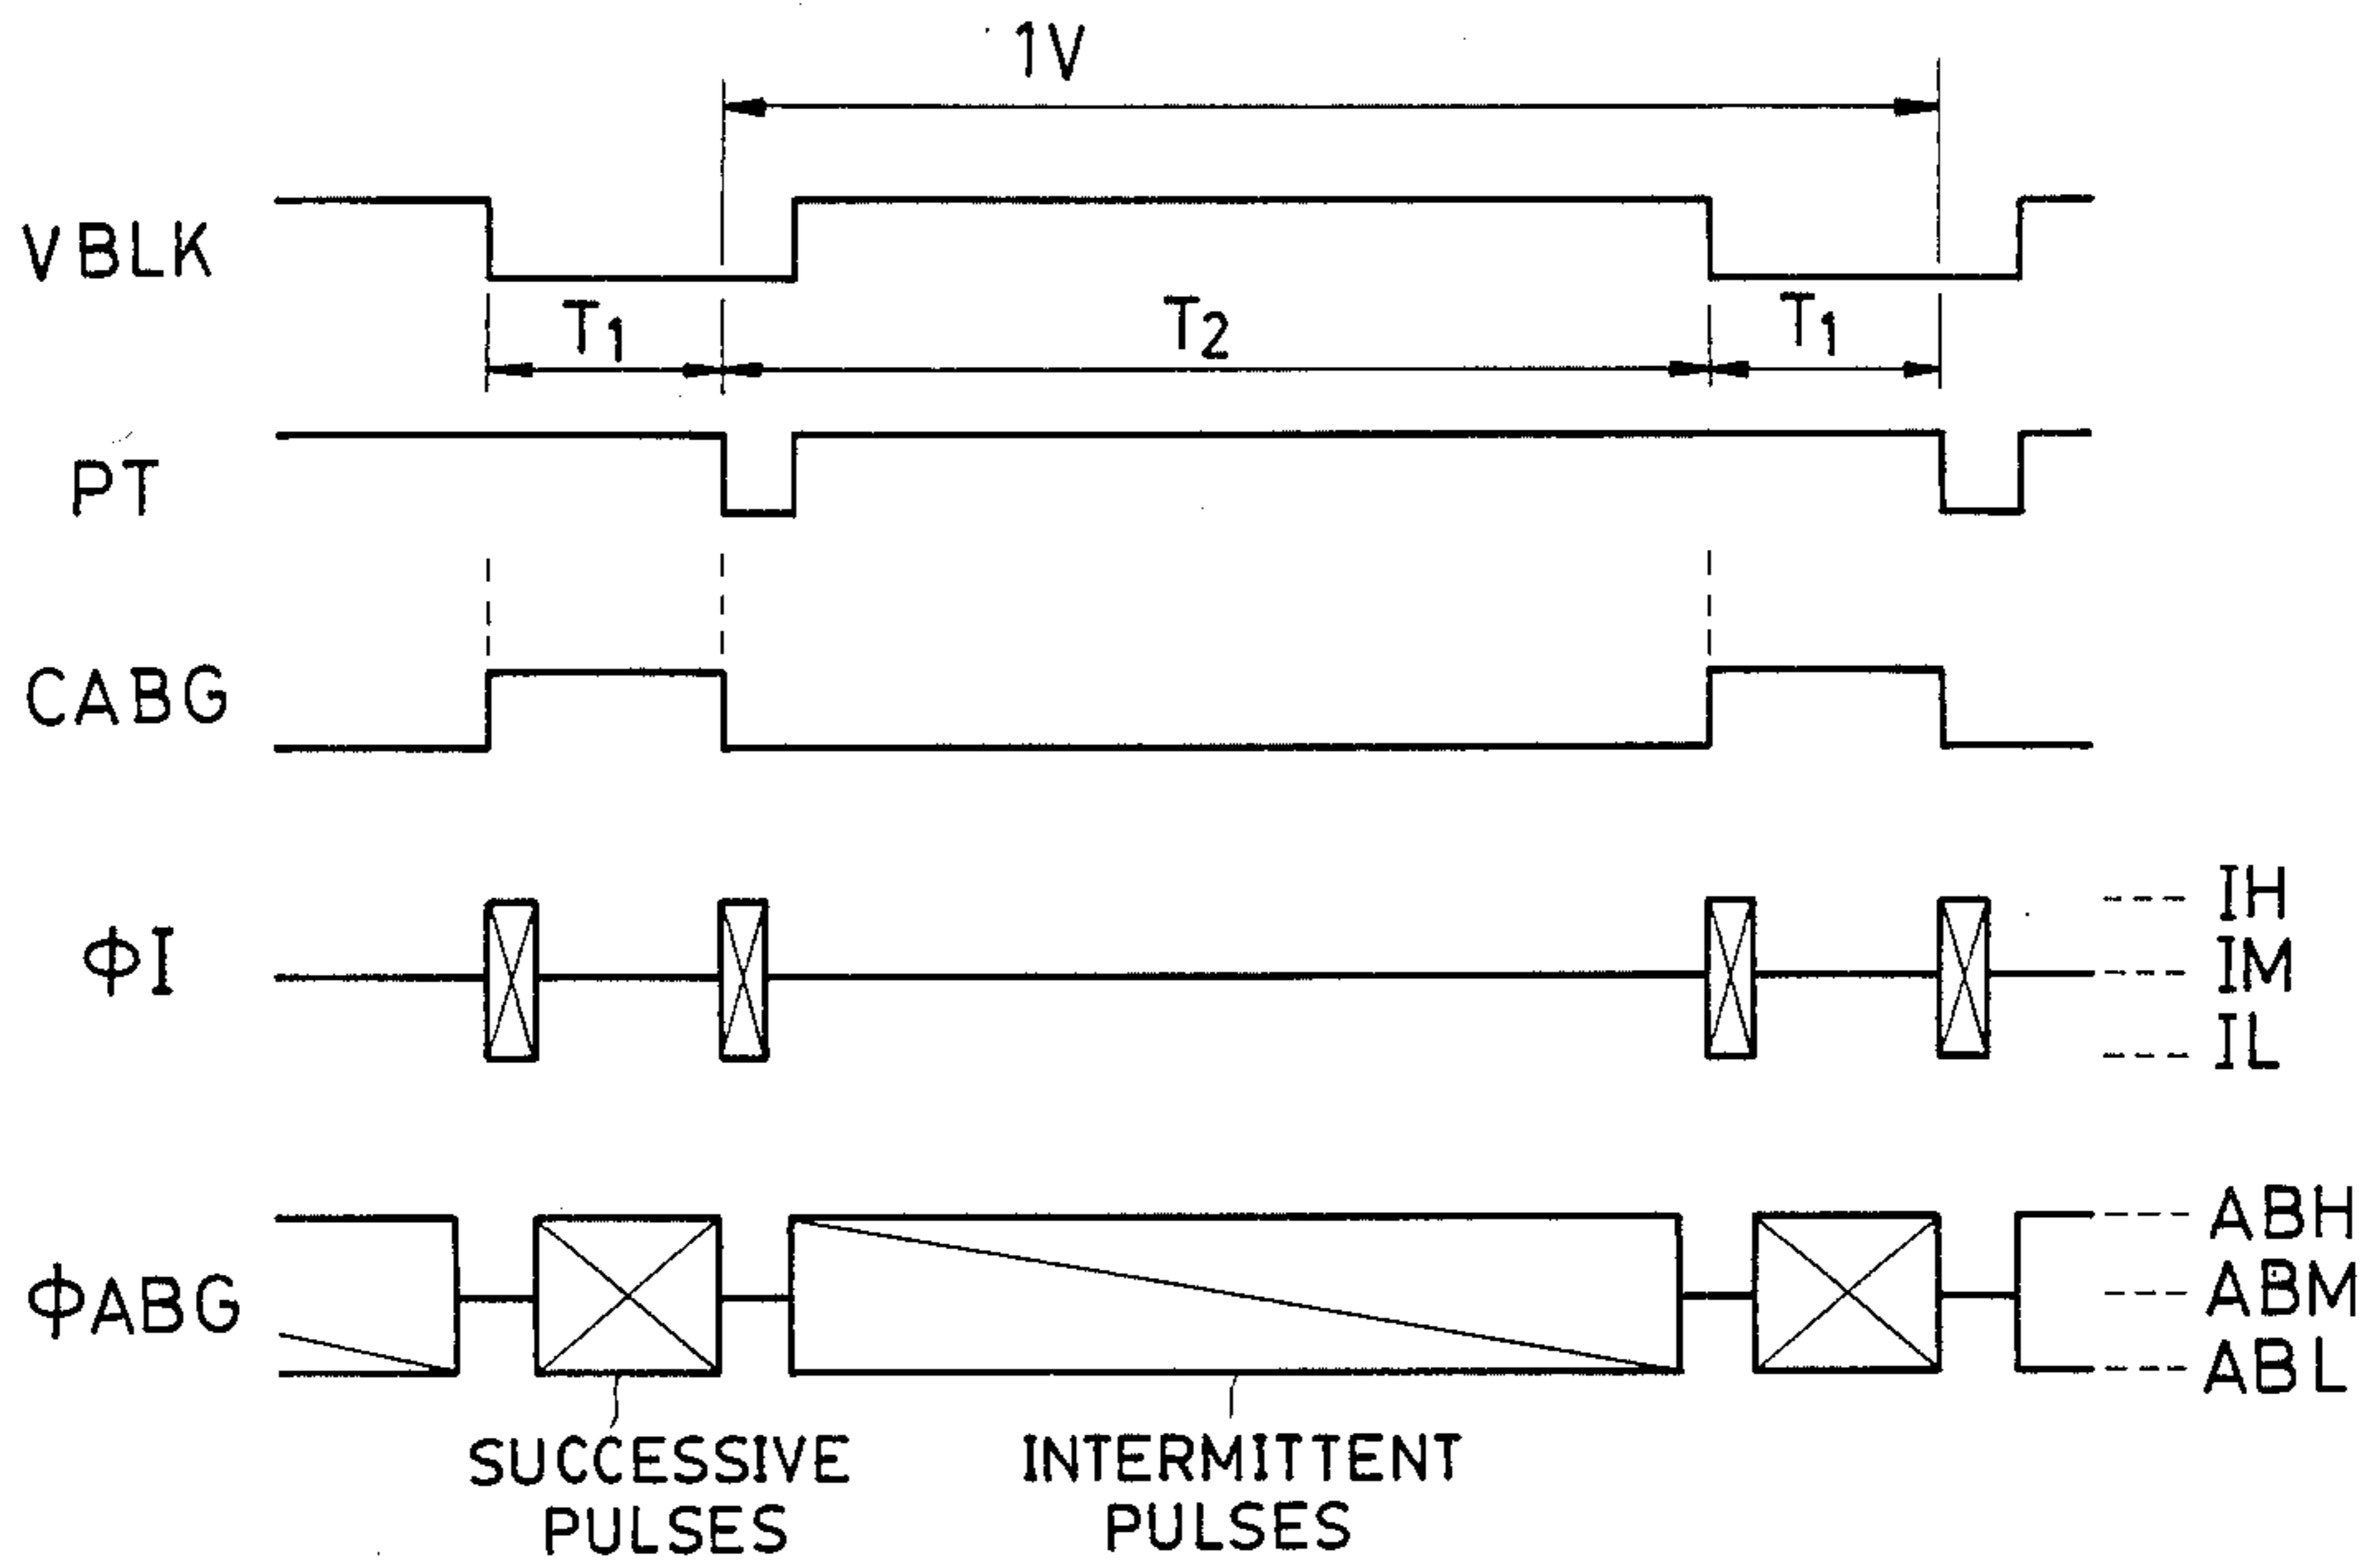 1V
VBLK
T1
T2
T1
PT
CABG
ΦI
IH
IM
IL
ΦABG
ABH
ABM
ABL
SUCCESSIVE
PULSES
INTERMITTENT
PULSES